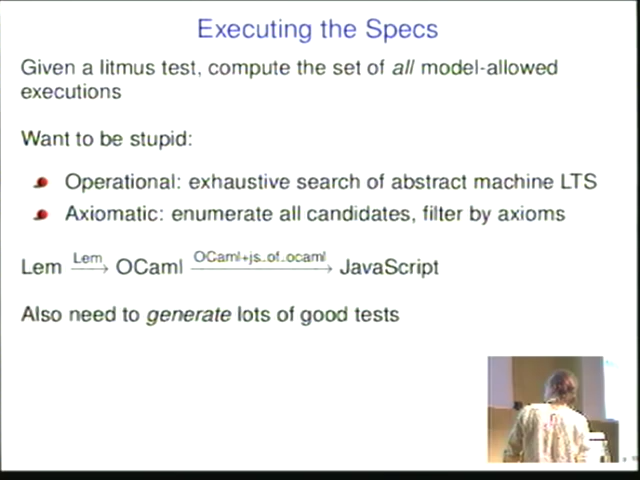 Executing the Specs
Given a litmus test, compute the set of all model-allowed
executions
Want to be stupid:
Operational: exhaustive search of abstract machine LTS
Axiomatic: enumerate all candidates, filter by axioms
Lem Lem OCaml OCaml+js_of_ocaml JavaScript
Also need to generate lots of good tests